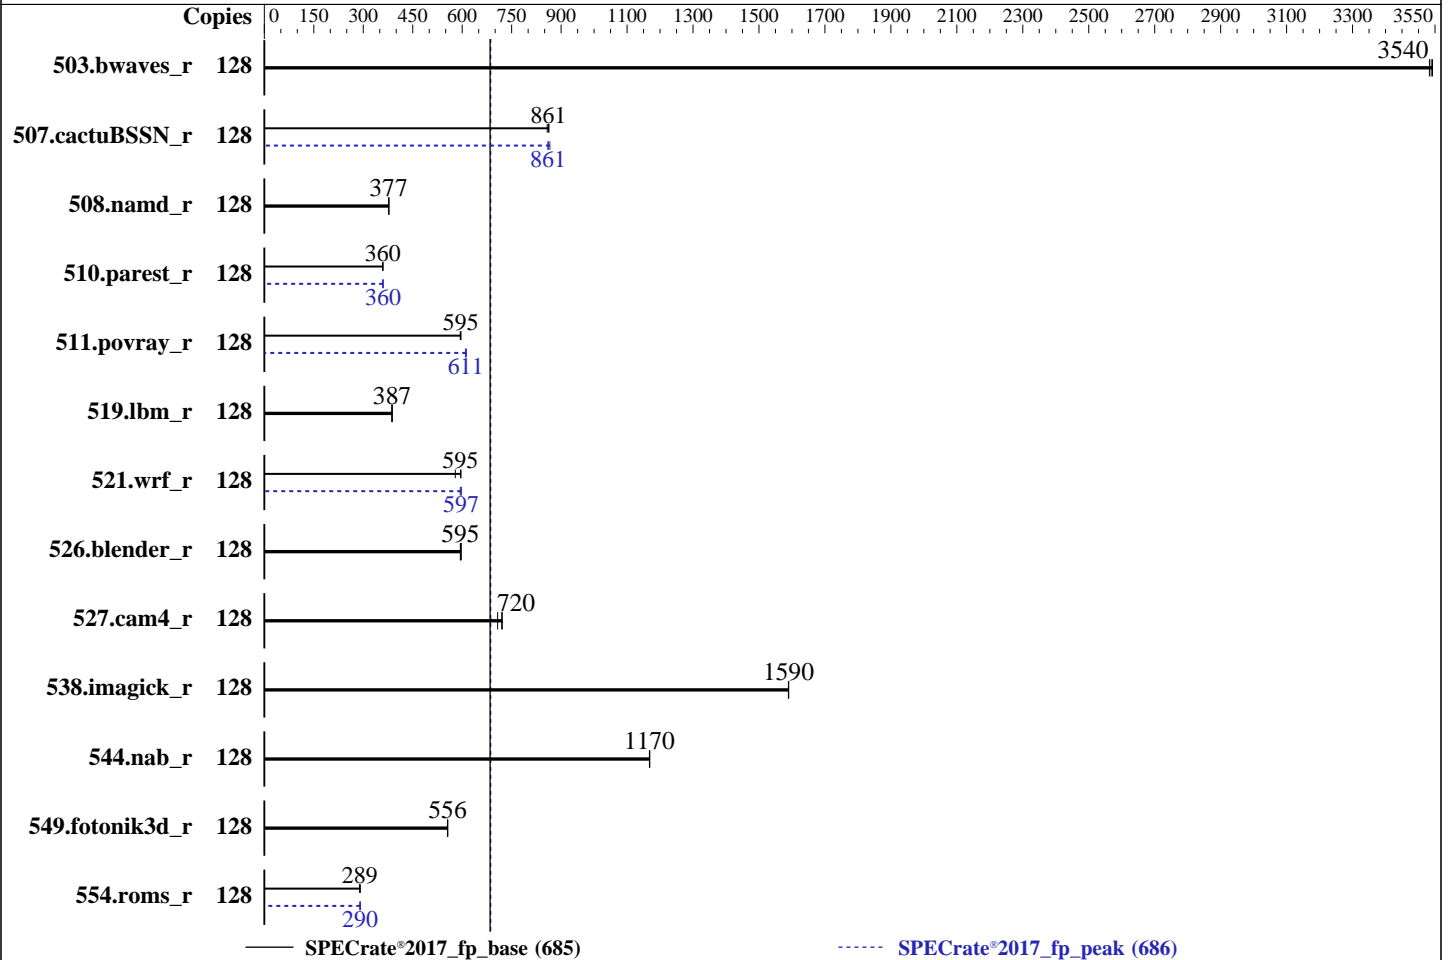 Copies 0 150 300 450 600 750 900 1100 1300 1500 1700 1900 2100 2300 2500 2700 2900 3100 3300 3550
503.bwaves_r 128 3540
507.cactuBSSN_r 128 861
861
508.namd_r 128 377
510.parest_r 128 360
360
511.povray_r 128 595
611
519.lbm_r 128 387
521.wrf_r 128 595
597
526.blender_r 128 595
527.cam4_r 128 720
538.imagick_r 128 1590
544.nab_r 128 1170
549.fotonik3d_r 128 556
554.roms_r 128 289
290
SPECrate®2017_fp_base (685) SPECrate®2017_fp_peak (686)